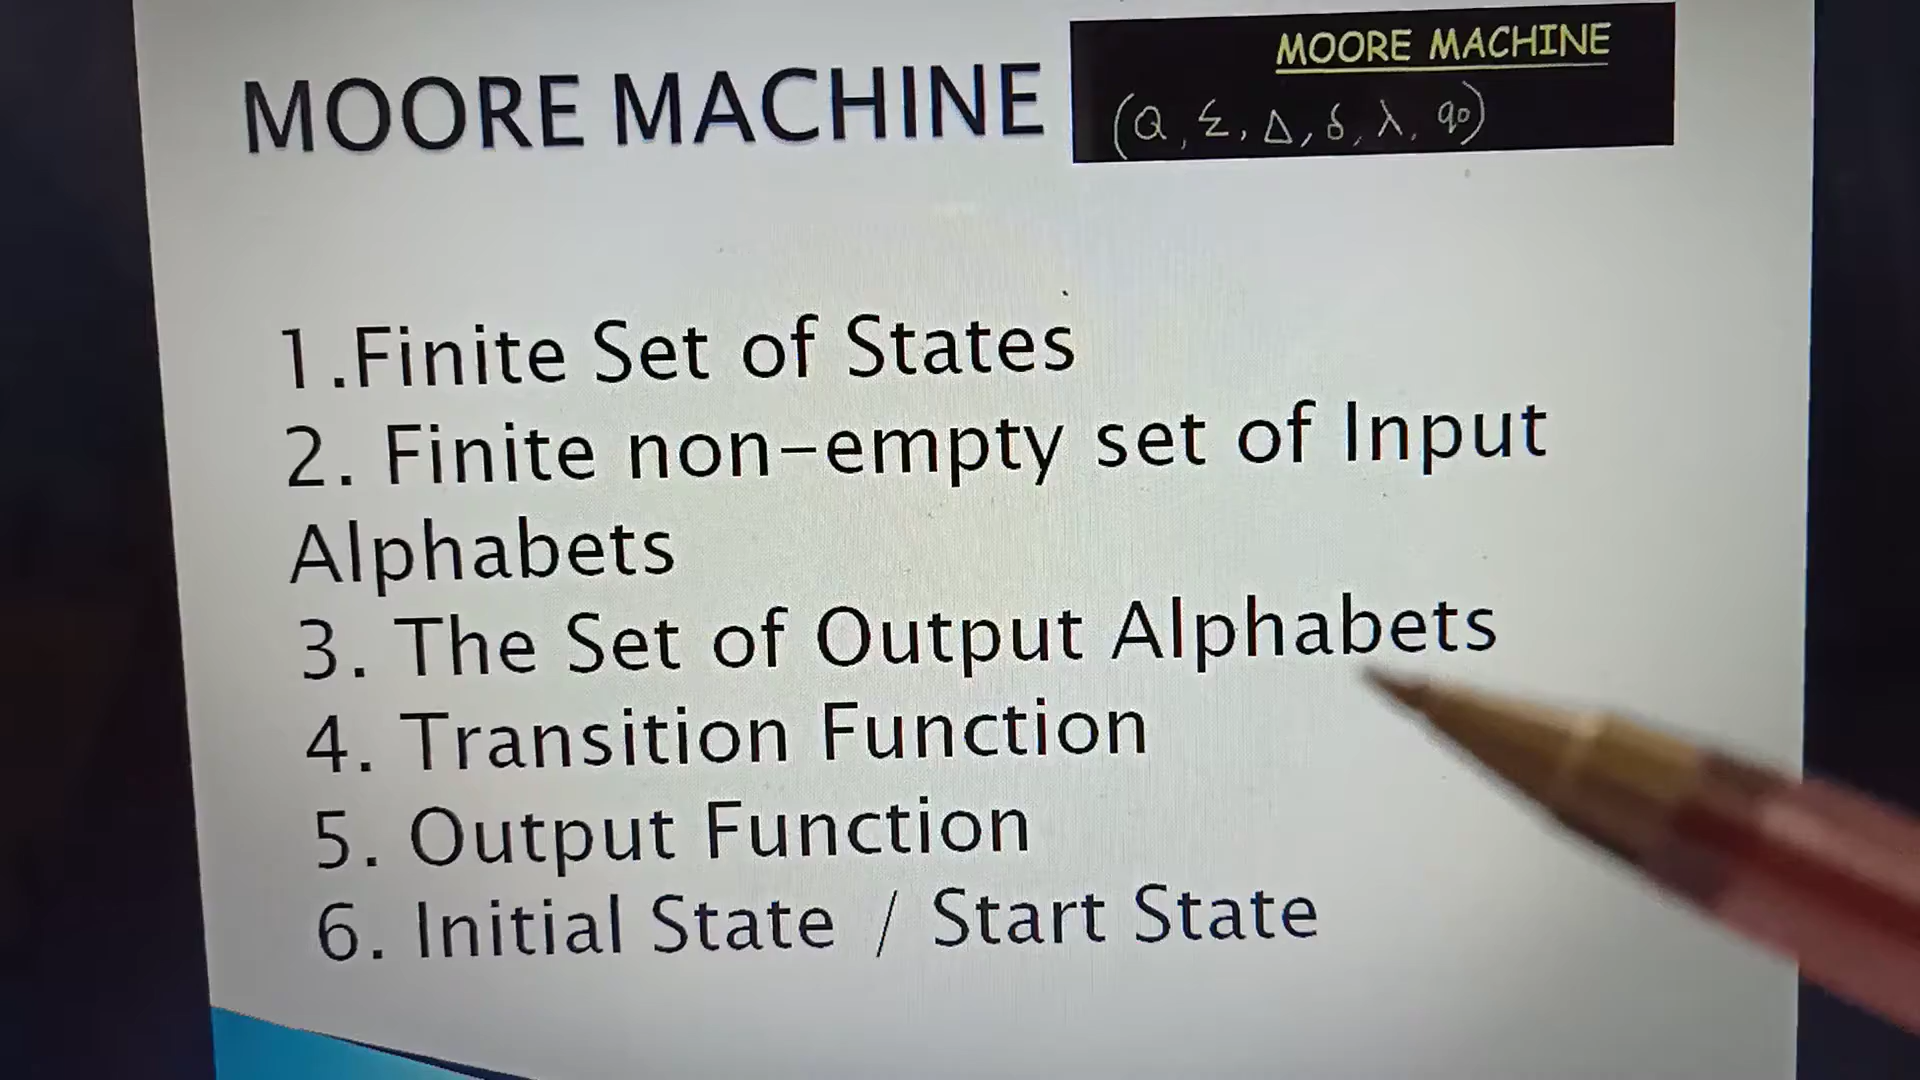 MOORE MACHINE
MOORE MACHINE
(Q, Σ, Δ, δ, λ, q0)
1.Finite Set of States
2. Finite non-empty set of Input
Alphabets
3. The Set of Output Alphabets
4. Transition Function
5. Output Function
6. Initial State / Start State